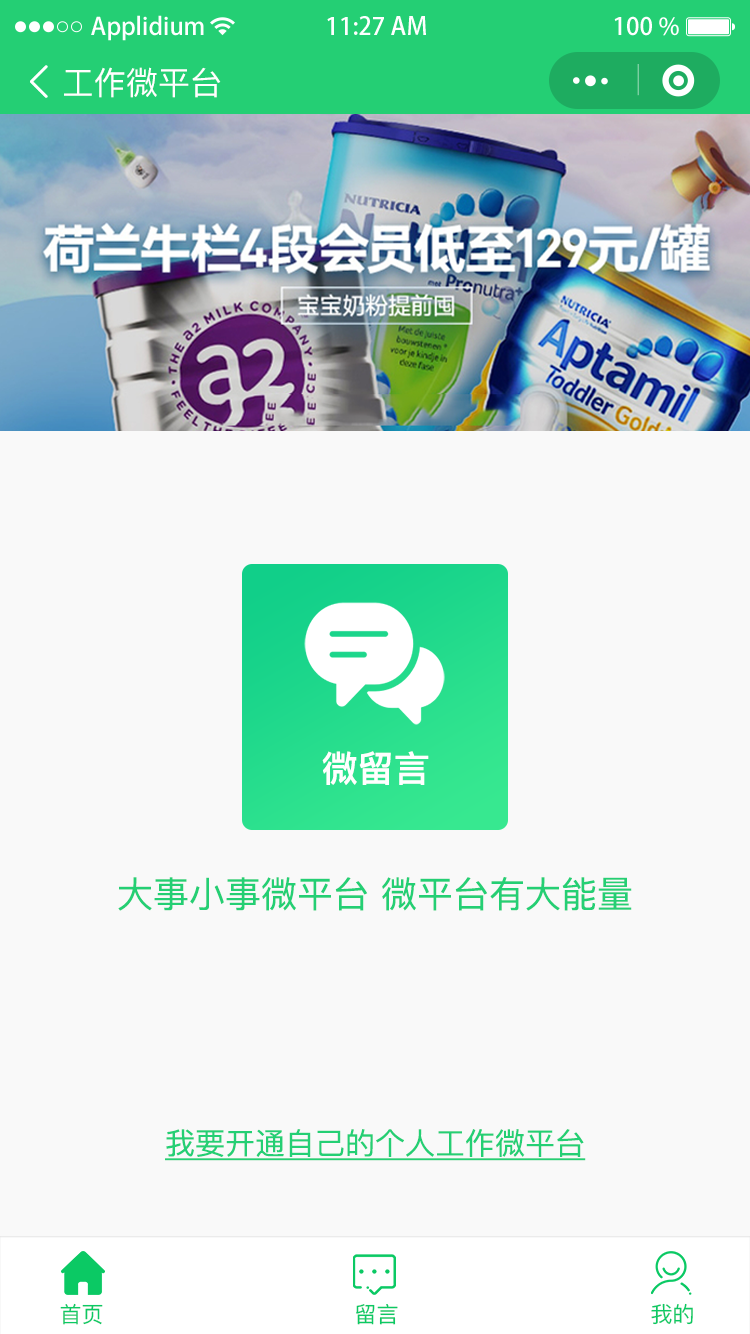 Applidium 11:27 AM 100 %
工作微平台
荷兰牛栏4段会员低至129元/罐
宝宝奶粉提前囤
NUTRICIA
Pronutra+
Met de juiste
bouwstenen
voor je kindje in
deze fase
THE a2 MILK COMPANY
a2
NUTRICIA
Aptamil
Toddler Gold+
微留言
大事小事微平台 微平台有大能量
我要开通自己的个人工作微平台
首页 留言 我的